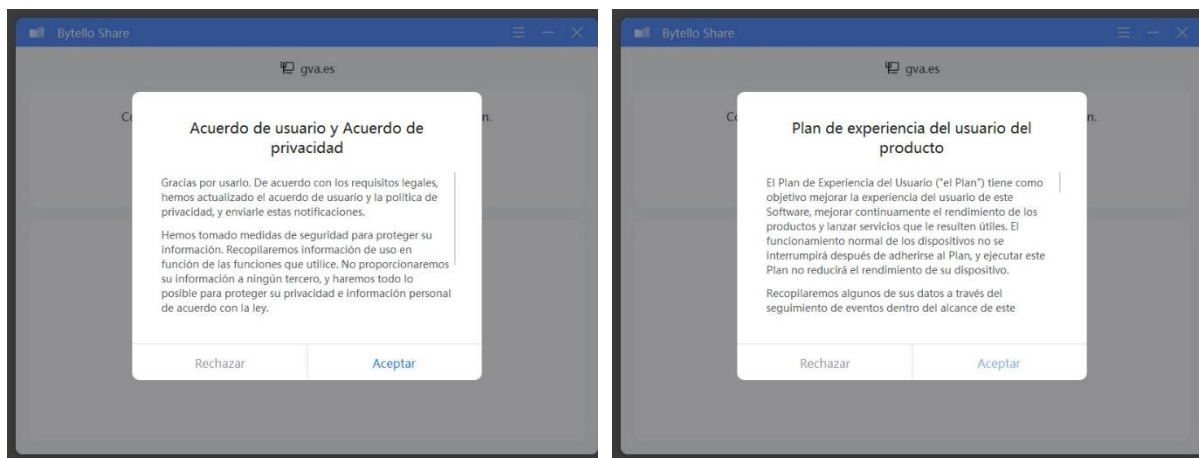 Bytello Share
gva.es
Co
n.
Acuerdo de usuario y Acuerdo de
privacidad
Gracias por usarlo. De acuerdo con los requisitos legales,
hemos actualizado el acuerdo de usuario y la política de
privacidad, y enviarle estas notificaciones.
Hemos tomado medidas de seguridad para proteger su
información. Recopilaremos información de uso en
función de las funciones que utilice. No proporcionaremos
su información a ningún tercero, y haremos todo lo
posible para proteger su privacidad e información personal
de acuerdo con la ley.
Rechazar
Aceptar
Bytello Share
gva.es
Co
n.
Plan de experiencia del usuario del
producto
El Plan de Experiencia del Usuario ("el Plan") tiene como
objetivo mejorar la experiencia del usuario de este
Software, mejorar continuamente el rendimiento de los
productos y lanzar servicios que le resulten útiles. El
funcionamiento normal de los dispositivos no se
interrumpirá después de adherirse al Plan, y ejecutar este
Plan no reducirá el rendimiento de su dispositivo.
Recopilaremos algunos de sus datos a través del
seguimiento de eventos dentro del alcance de este
Rechazar
Aceptar